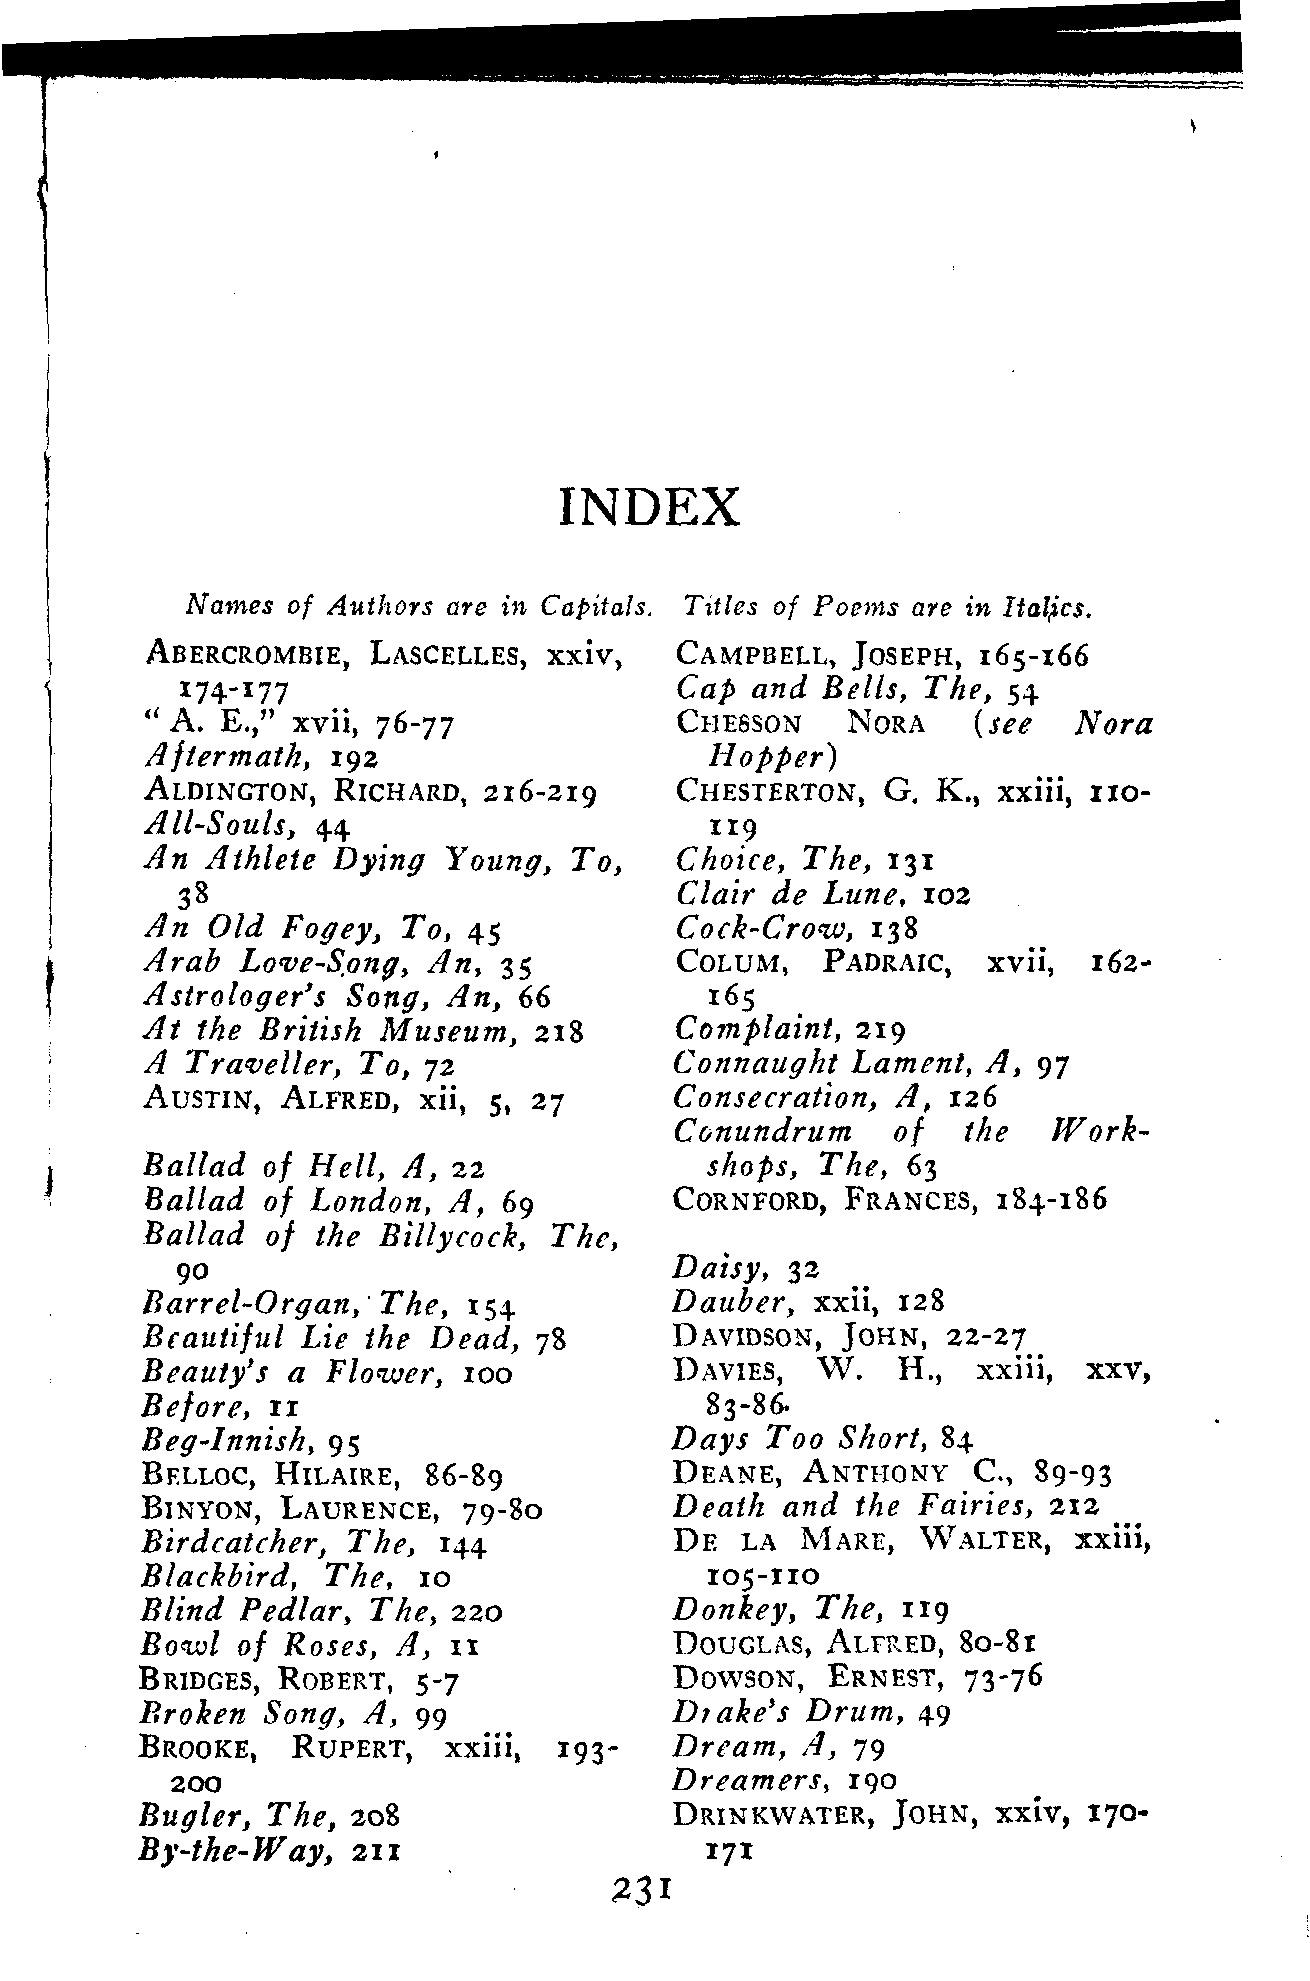 INDEX
Names of Authors are in Capitals. Titles of Poems are in Italics.
ABERCROMBIE, LASCELLES, xxiv,
174-177
“A. E.,” xvii, 76-77
Aftermath, 192
ALDINGTON, RICHARD, 216-219
All-Souls, 44
An Athlete Dying Young, To,
38
An Old Fogey, To, 45
Arab Love-Song, An, 35
Astrologer's Song, An, 66
At the British Museum, 218
A Traveller, To, 72
AUSTIN, ALFRED, xii, 5, 27
Ballad of Hell, A, 22
Ballad of London, A, 69
Ballad of the Billycock, The,
90
Barrel-Organ, The, 154
Beautiful Lie the Dead, 78
Beauty's a Flower, 100
Before, 11
Beg-Innish, 95
BELLOC, HILAIRE, 86-89
BINYON, LAURENCE, 79-80
Birdcatcher, The, 144
Blackbird, The, 10
Blind Pedlar, The, 220
Bowl of Roses, A, 11
BRIDGES, ROBERT, 5-7
Broken Song, A, 99
BROOKE, RUPERT, xxiii, 193-
200
Bugler, The, 208
By-the-Way, 211
CAMPBELL, JOSEPH, 165-166
Cap and Bells, The, 54
CHESSON NORA (see Nora
Hopper)
CHESTERTON, G. K., xxiii, 110-
119
Choice, The, 131
Clair de Lune, 102
Cock-Crow, 138
COLUM, PADRAIC, xvii, 162-
165
Complaint, 219
Connaught Lament, A, 97
Consecration, A, 126
Conundrum of the Work-
shops, The, 63
CORNFORD, FRANCES, 184-186
Daisy, 32
Dauber, xxii, 128
DAVIDSON, JOHN, 22-27
DAVIES, W. H., xxiii, xxv,
83-86.
Days Too Short, 84
DEANE, ANTHONY C., 89-93
Death and the Fairies, 212
DE LA MARE, WALTER, xxiii,
105-110
Donkey, The, 119
DOUGLAS, ALFRED, 80-81
DOWSON, ERNEST, 73-76
Drake's Drum, 49
Dream, A, 79
Dreamers, 190
DRINKWATER, JOHN, xxiv, 170-
171
231